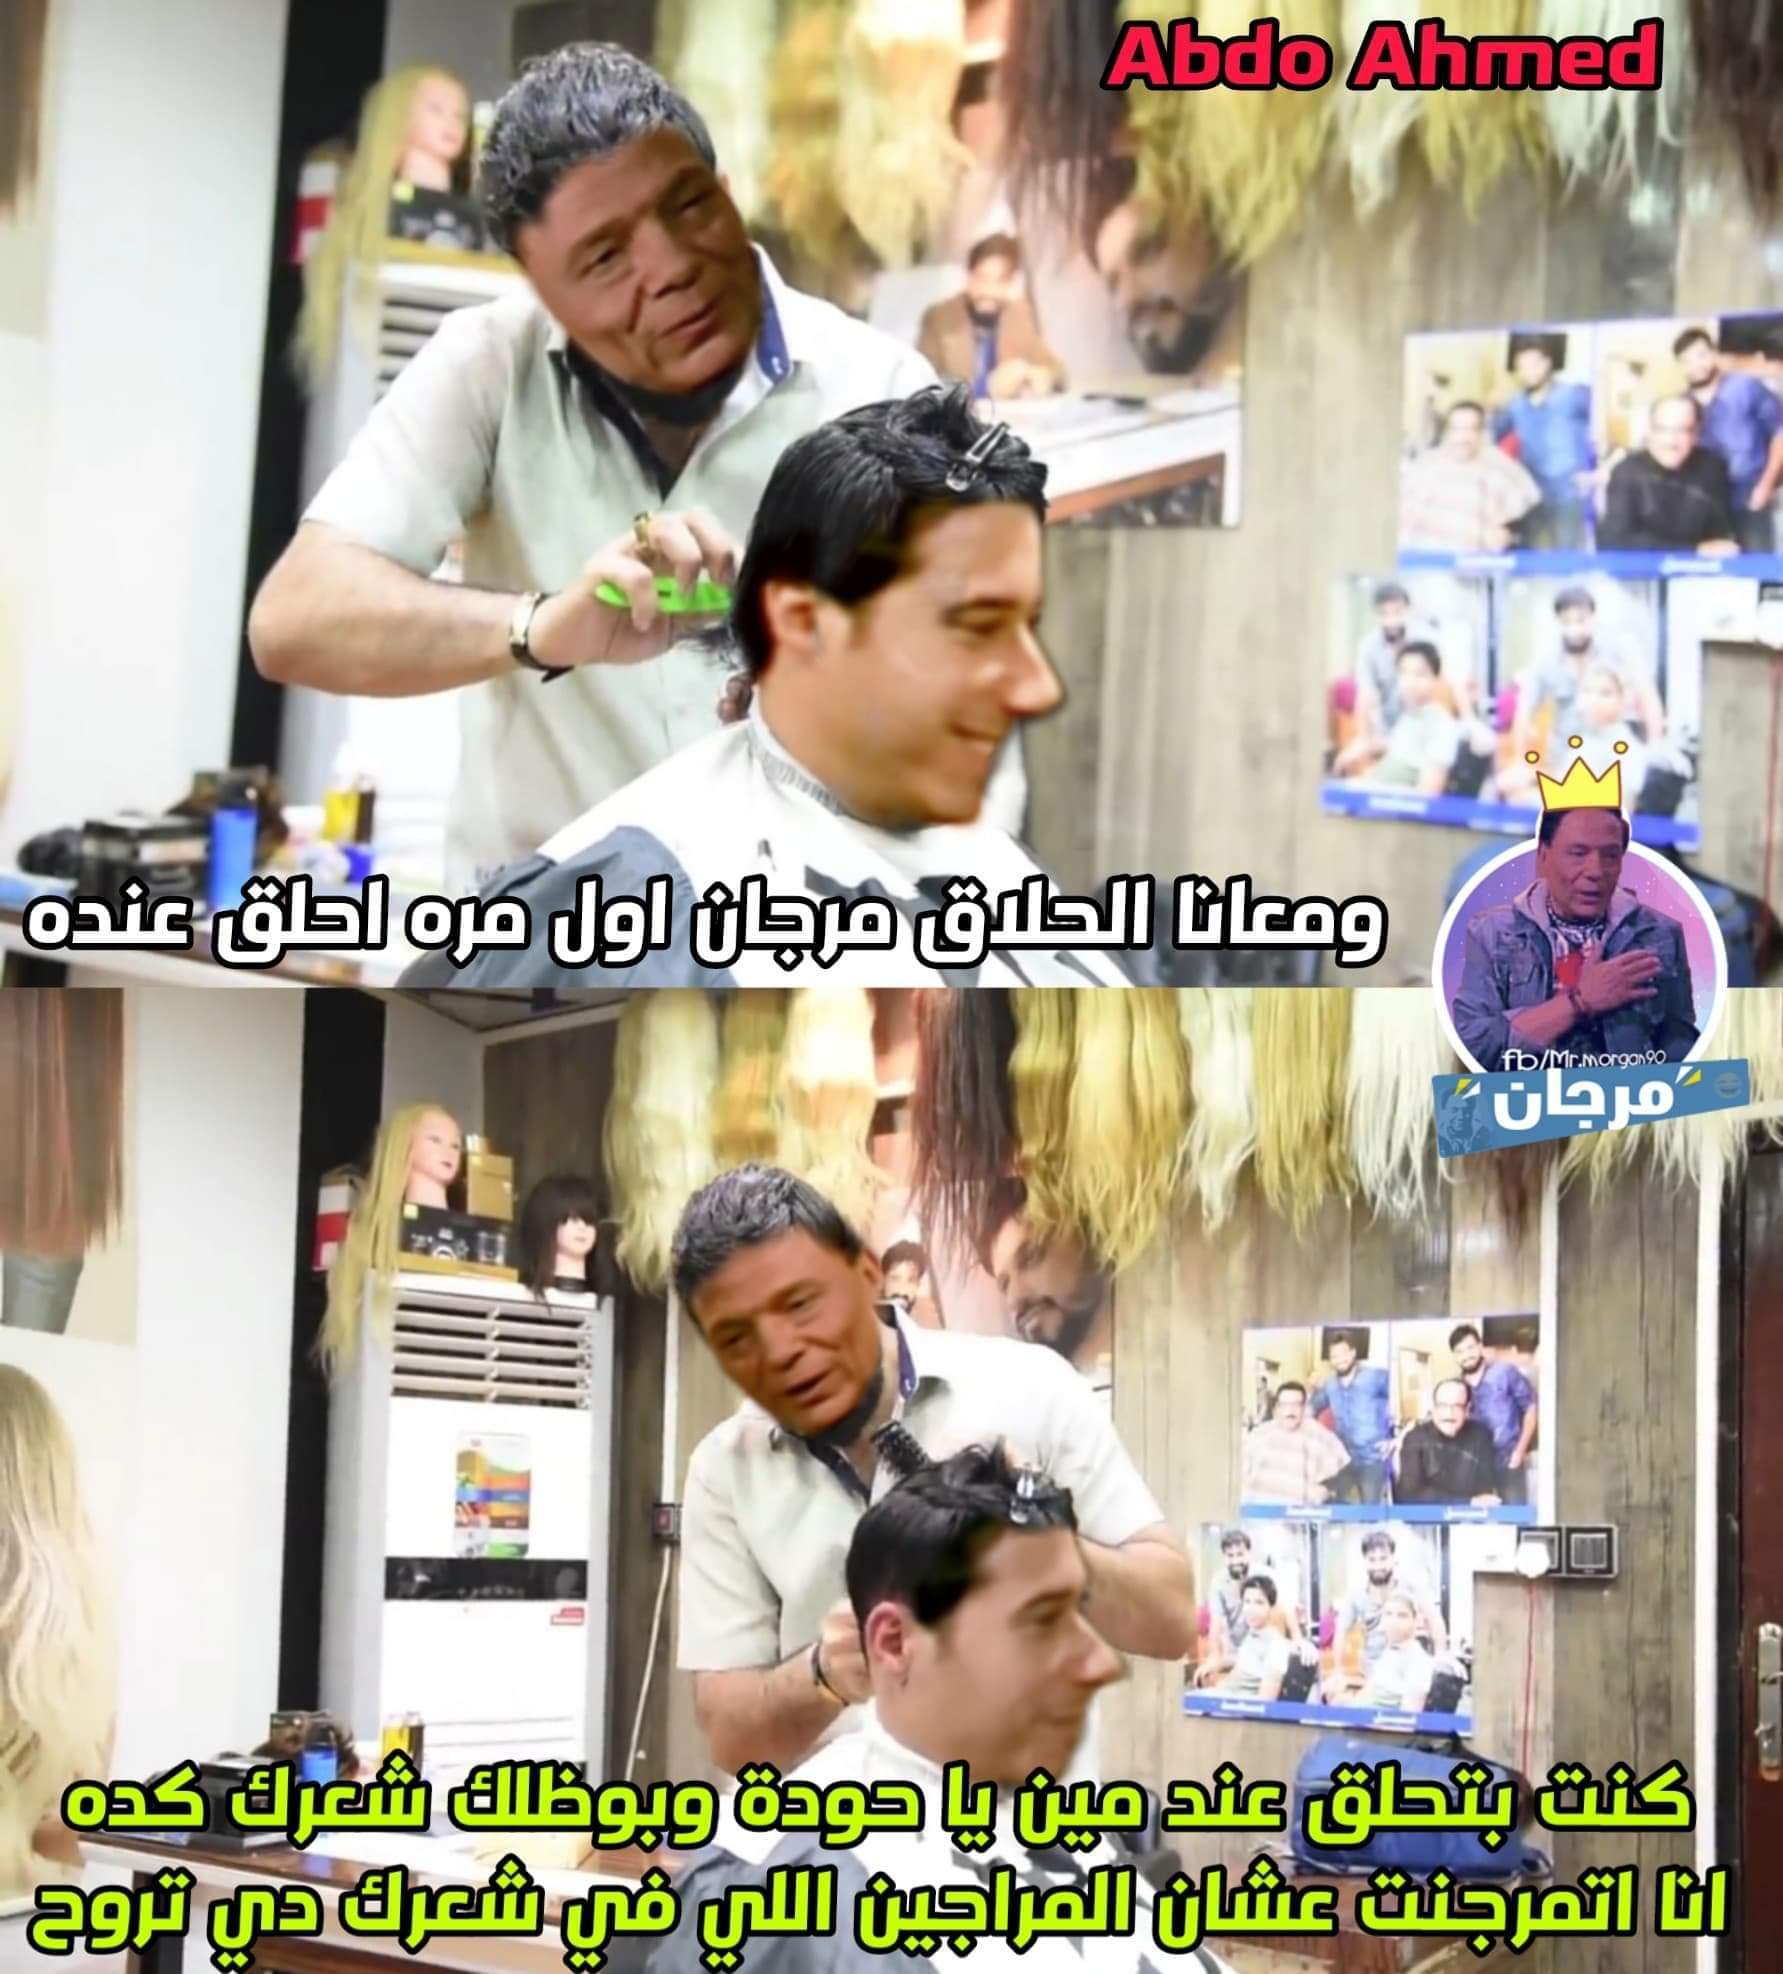 Abdo Ahmed
ومعانا الحلاق مرجان اول مره احلق عنده
fb/Mr.morgan90
مرجان
كنت بتحلق عند مين يا حودة وبوظلك شعرك كده
انا اتمرجنت عشان المراجين اللي في شعرك دي تروح